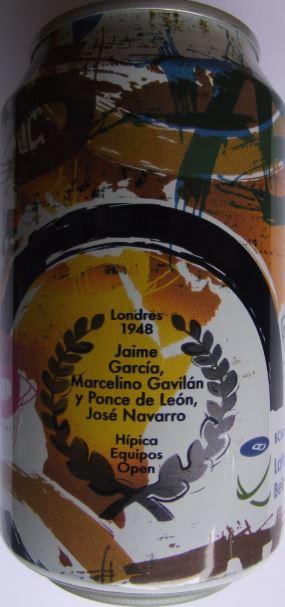 Londres
1948
Jaime
García,
Marcelino Gavilán
y Ponce de León,
José Navarro
Hípica
Equipos
Open